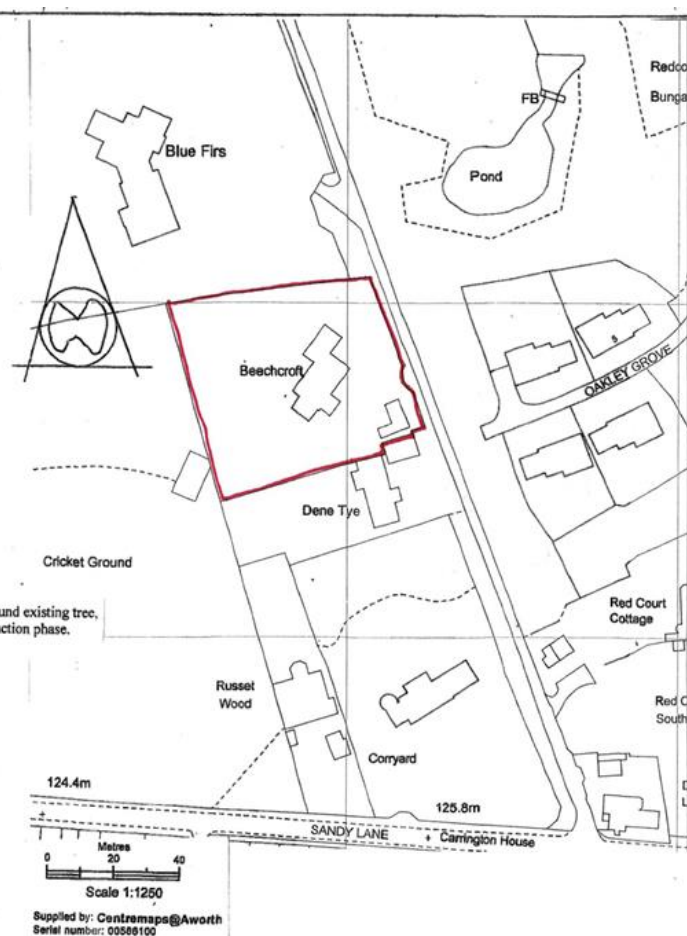 Redco
Bunga
FB
Blue Firs
Pond
5
OAKLEY GROVE
Beechcroft
Dene Tye
Cricket Ground
und existing tree,
uction phase.
Red Court
Cottage
Russet
Wood
Red C
South
Corryard
124.4m
125.8m
SANDY LANE
Carrington House
Metres
0 20 40
Scale 1:1250
Supplied by: Centremaps@Aworth
Serial number: 00586100